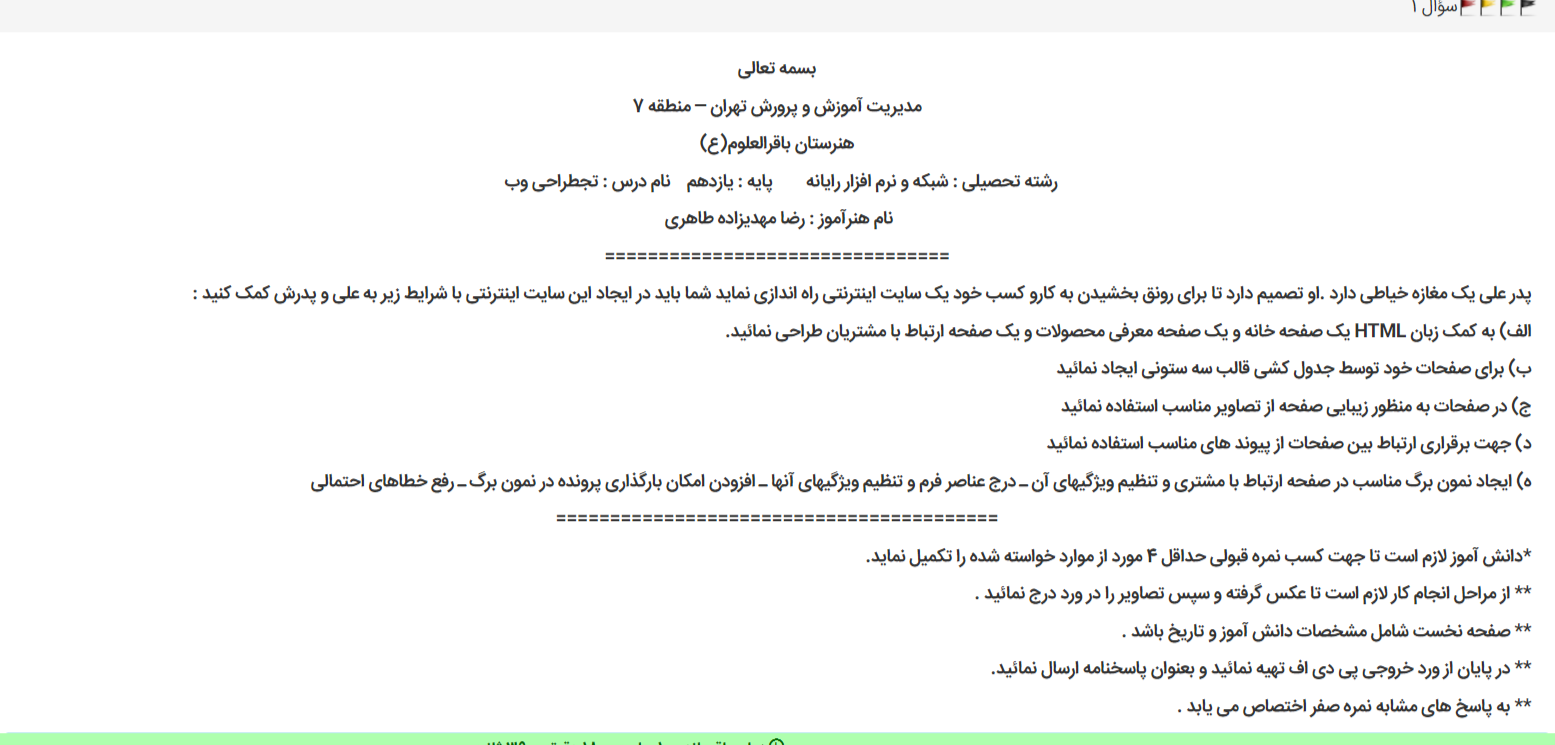 سؤال ۱
بسمه تعالی
مدیریت آموزش و پرورش تهران – منطقه ۷
هنرستان باقرالعلوم(ع)
رشته تحصیلی : شبکه و نرم افزار رایانه پایه : یازدهم نام درس : تجطراحی وب
نام هنرآموز : رضا مهدیزاده طاهری
================================
پدر علی یک مغازه خیاطی دارد .او تصمیم دارد تا برای رونق بخشیدن به کارو کسب خود یک سایت اینترنتی راه اندازی نماید شما باید در ایجاد این سایت اینترنتی با شرایط زیر به علی و پدرش کمک کنید :
الف) به کمک زبان HTML یک صفحه خانه و یک صفحه معرفی محصولات و یک صفحه ارتباط با مشتریان طراحی نمائید.
ب) برای صفحات خود توسط جدول کشی قالب سه ستونی ایجاد نمائید
ج) در صفحات به منظور زیبایی صفحه از تصاویر مناسب استفاده نمائید
د) جهت برقراری ارتباط بین صفحات از پیوند های مناسب استفاده نمائید
ه) ایجاد نمون برگ مناسب در صفحه ارتباط با مشتری و تنظیم ویژگیهای آن ـ درج عناصر فرم و تنظیم ویژگیهای آنها ـ افزودن امکان بارگذاری پرونده در نمون برگ ـ رفع خطاهای احتمالی
=========================================
*دانش آموز لازم است تا جهت کسب نمره قبولی حداقل ۴ مورد از موارد خواسته شده را تکمیل نماید.
** از مراحل انجام کار لازم است تا عکس گرفته و سپس تصاویر را در ورد درج نمائید .
** صفحه نخست شامل مشخصات دانش آموز و تاریخ باشد .
** در پایان از ورد خروجی پی دی اف تهیه نمائید و بعنوان پاسخنامه ارسال نمائید.
** به پاسخ های مشابه نمره صفر اختصاص می یابد .